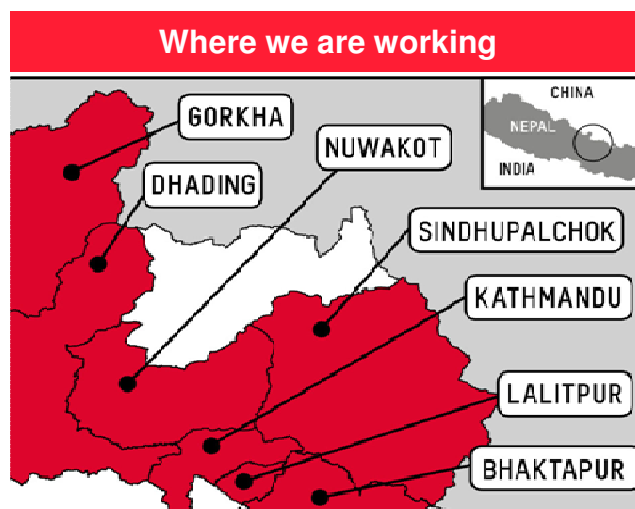 Where we are working
CHINA
NEPAL
INDIA
GORKHA
NUWAKOT
DHADING
SINDHUPALCHOK
KATHMANDU
LALITPUR
BHAKTAPUR